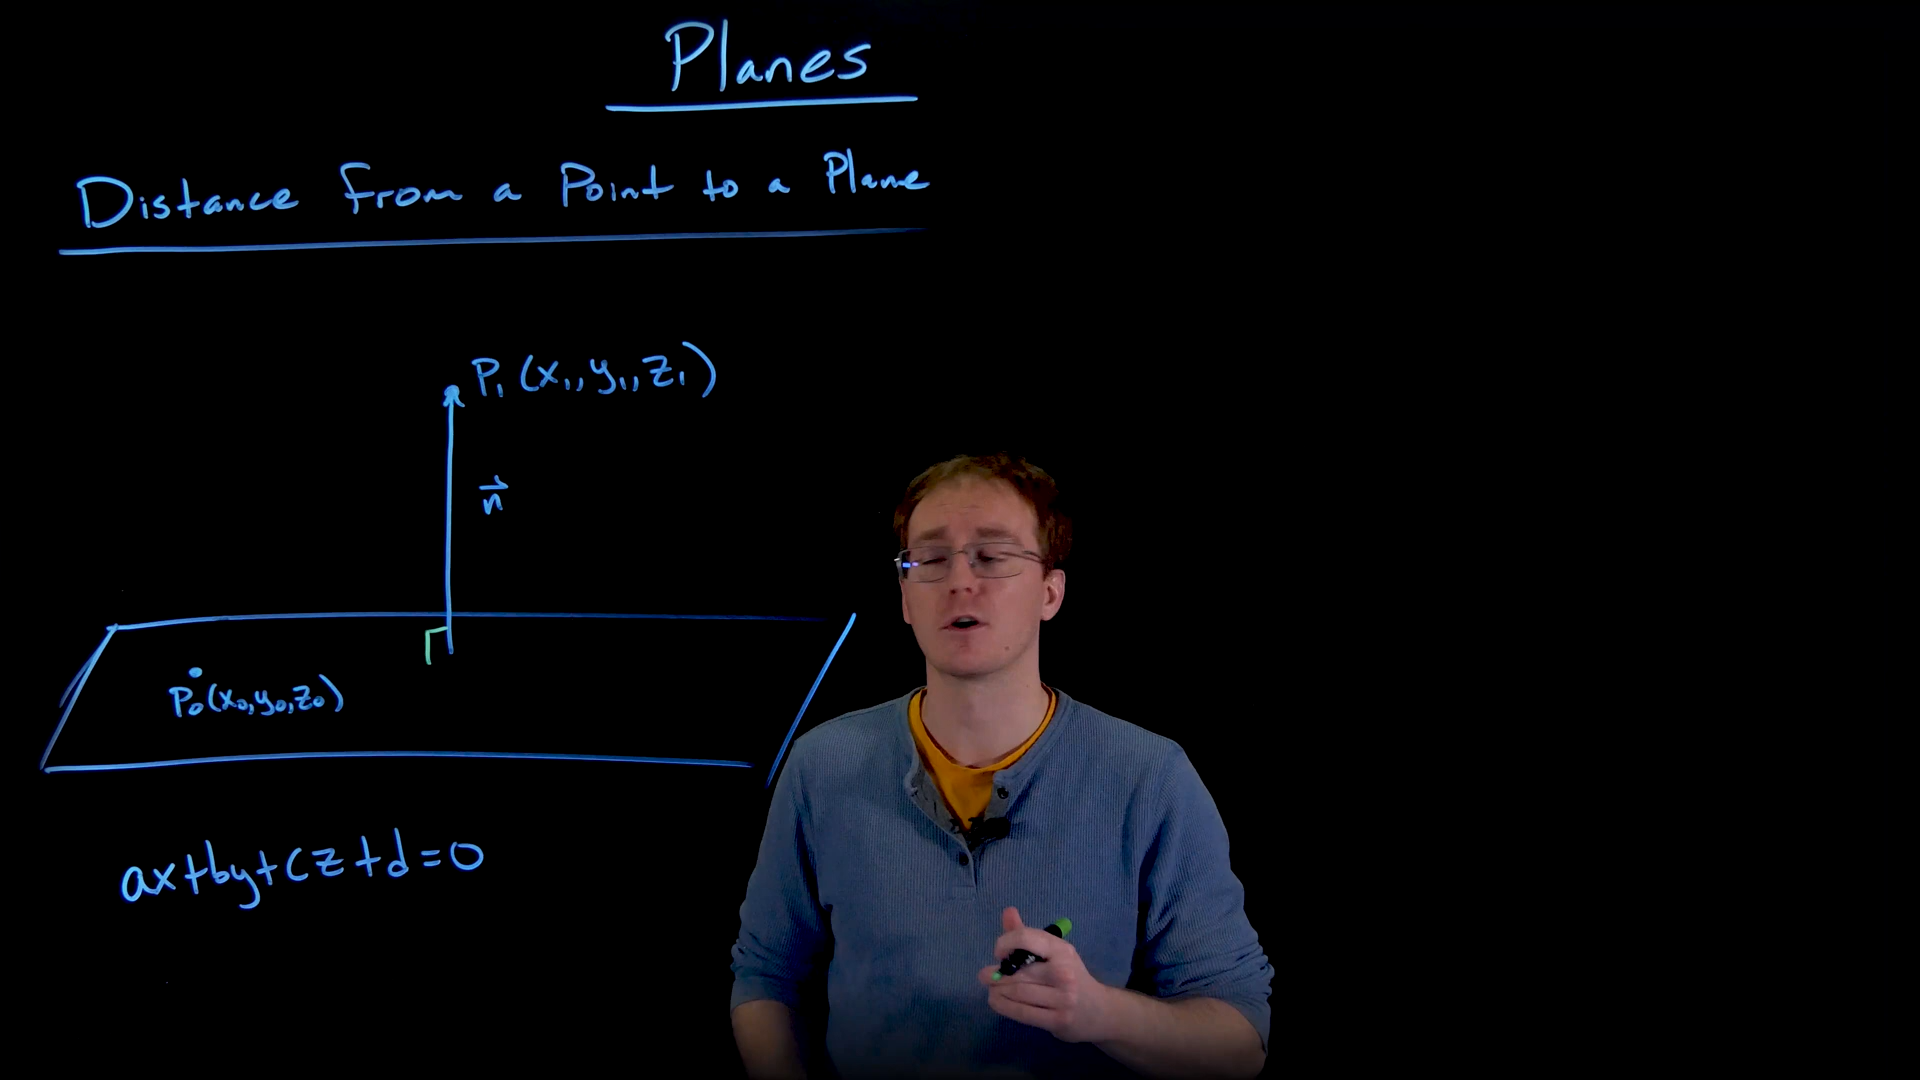 Planes
Distance from a Point to a Plane
P₁ (x₁, y₁, z₁)
n⃗
P₀ (x₀, y₀, z₀)
ax+by+cz+d=0